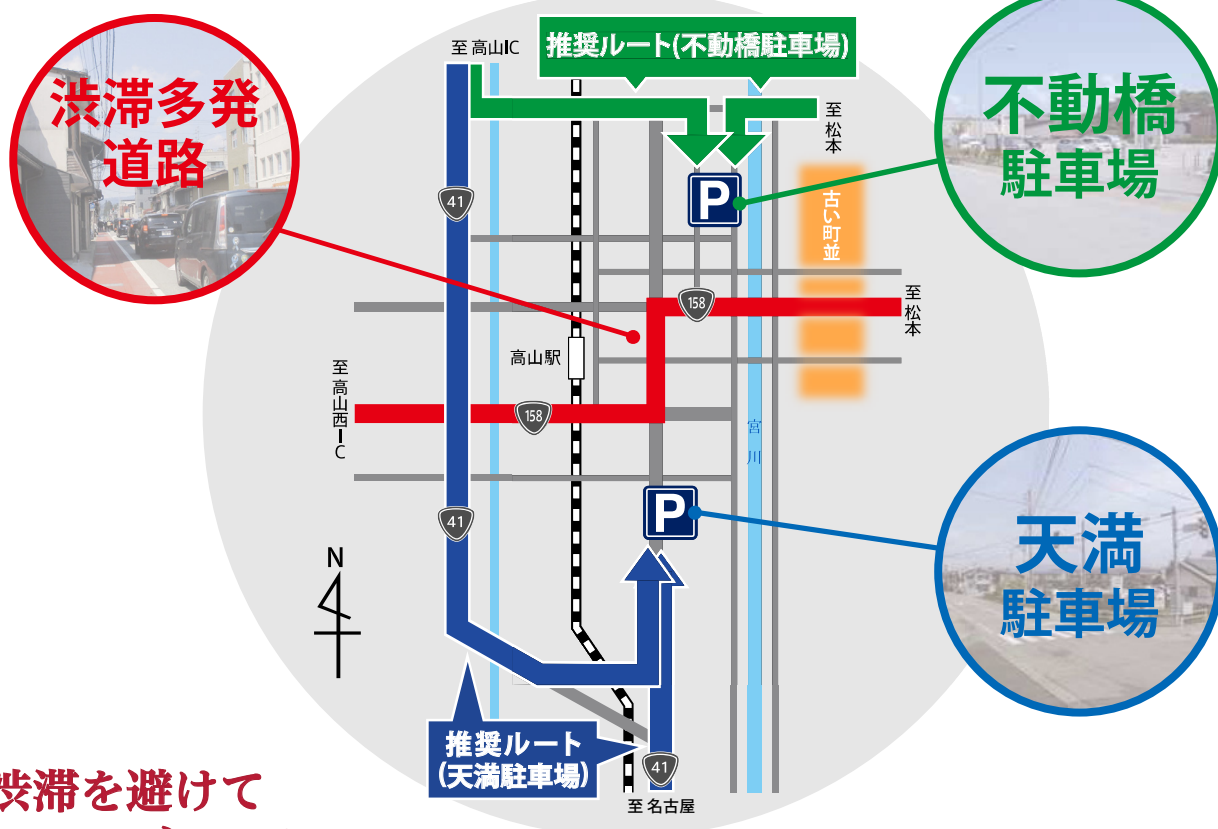 至 高山IC
推奨ルート(不動橋駐車場)
渋滞多発
道路
不動橋
駐車場
至 松本
P
古い町並
41
158
至 松本
高山駅
至 高山西IC
158
宮川
P
41
天満
駐車場
N
推奨ルート
(天満駐車場)
41
至 名古屋
渋滞を避けて